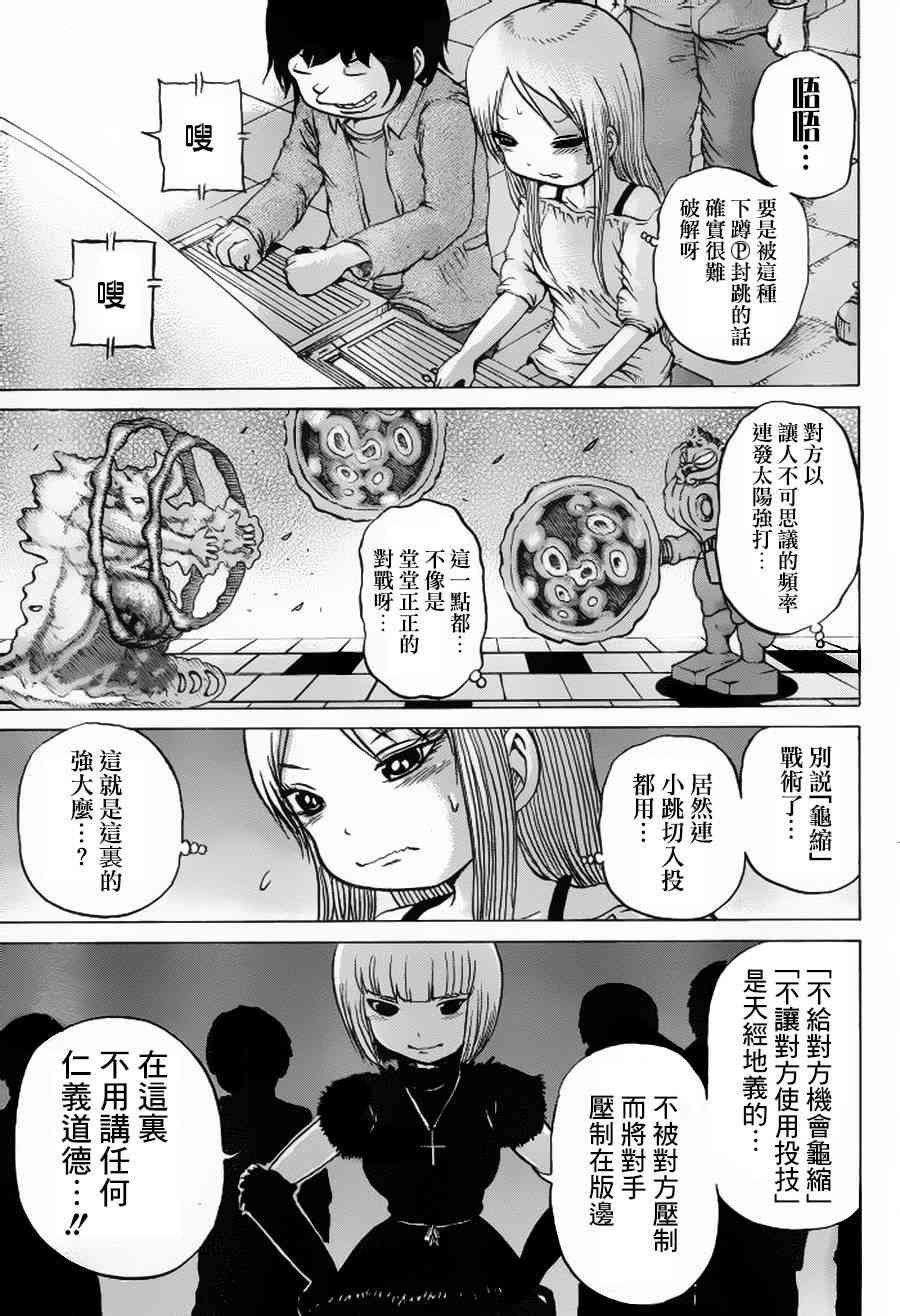 唔唔…
要是被這種
下蹲Ⓟ封跳的話
確實很難
破解呀
嗖
嗖
對方以
讓人不可思議的頻率
連發太陽強打…
這一點都…
不像是
堂堂正正的
對戰呀…
別説「龜縮」
戰術了…
居然連
小跳切入投
都用…
這就是這裏的
強大麼…?
「不給對方機會龜縮」
「不讓對方使用投技」
是天經地義的…
不被對方壓制
而將對手
壓制在版邊
在這裏
不用講任何
仁義道德…!!